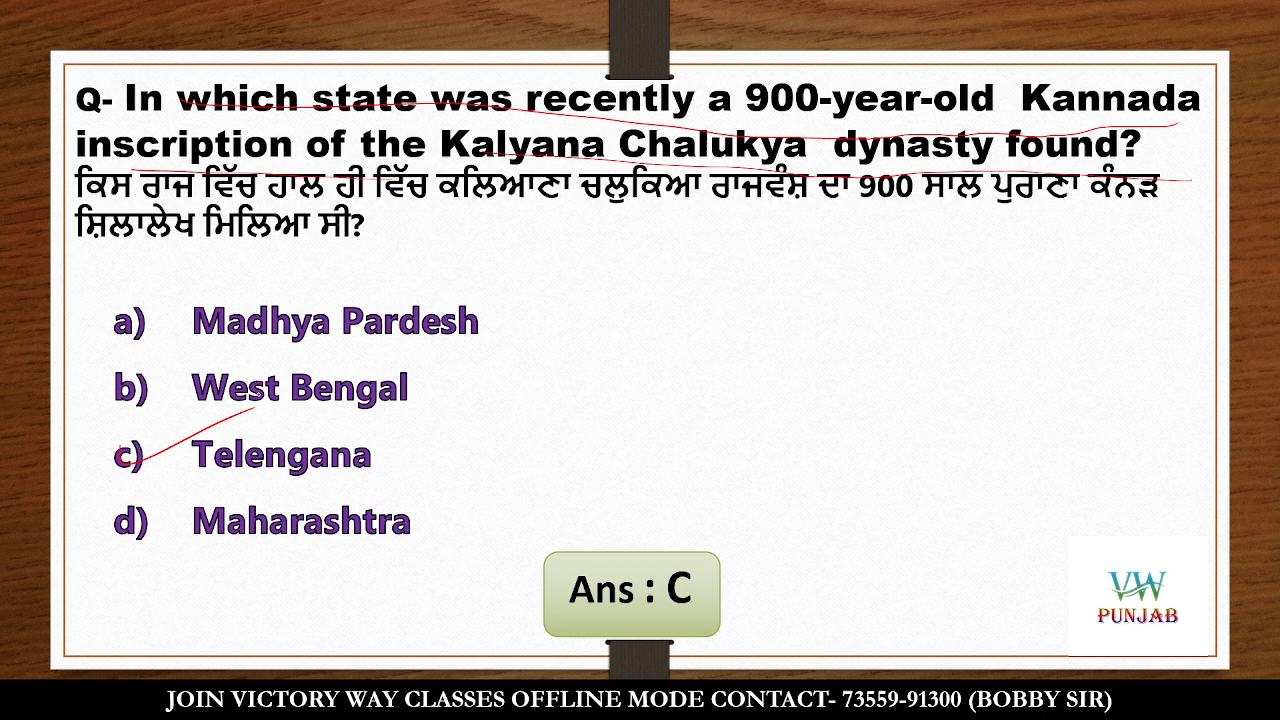 Q- In which state was recently a 900-year-old Kannada
inscription of the Kalyana Chalukya dynasty found?
ਕਿਸ ਰਾਜ ਵਿੱਚ ਹਾਲ ਹੀ ਵਿੱਚ ਕਲਿਆਣਾ ਚਲੁਕਿਆ ਰਾਜਵੰਸ਼ ਦਾ 900 ਸਾਲ ਪੁਰਾਣਾ ਕੰਨੜ
ਸ਼ਿਲਾਲੇਖ ਮਿਲਿਆ ਸੀ?
a) Madhya Pardesh
b) West Bengal
c) Telengana
d) Maharashtra
Ans : C
VW
PUNJAB
JOIN VICTORY WAY CLASSES OFFLINE MODE CONTACT- 73559-91300 (BOBBY SIR)